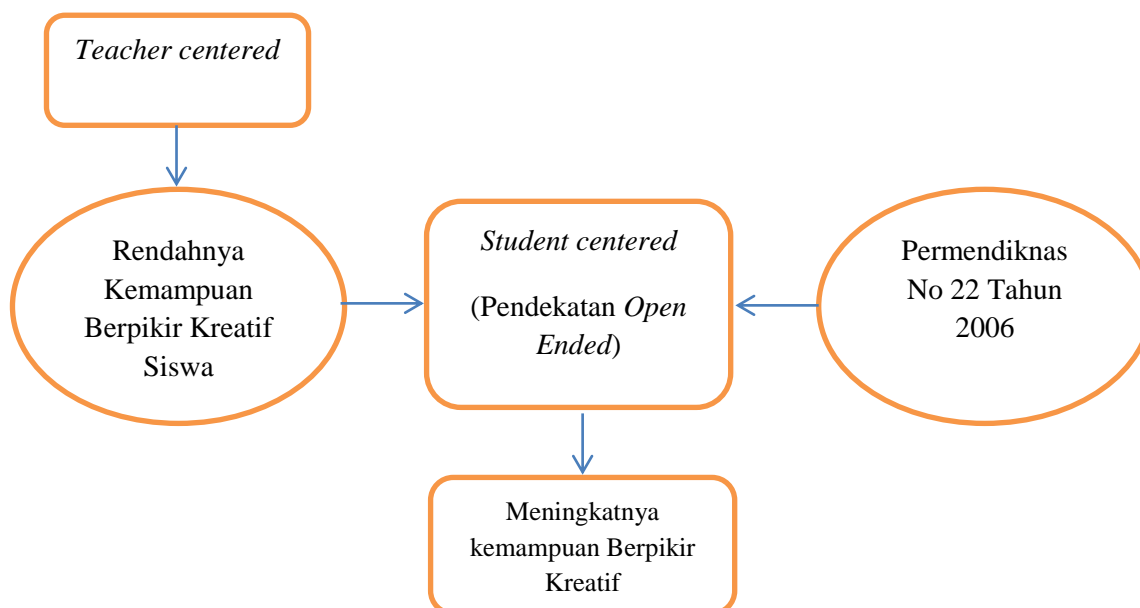 Teacher centered
Rendahnya
Kemampuan
Berpikir Kreatif
Siswa
Student centered
(Pendekatan Open
Ended)
Permendiknas
No 22 Tahun
2006
Meningkatnya
kemampuan Berpikir
Kreatif